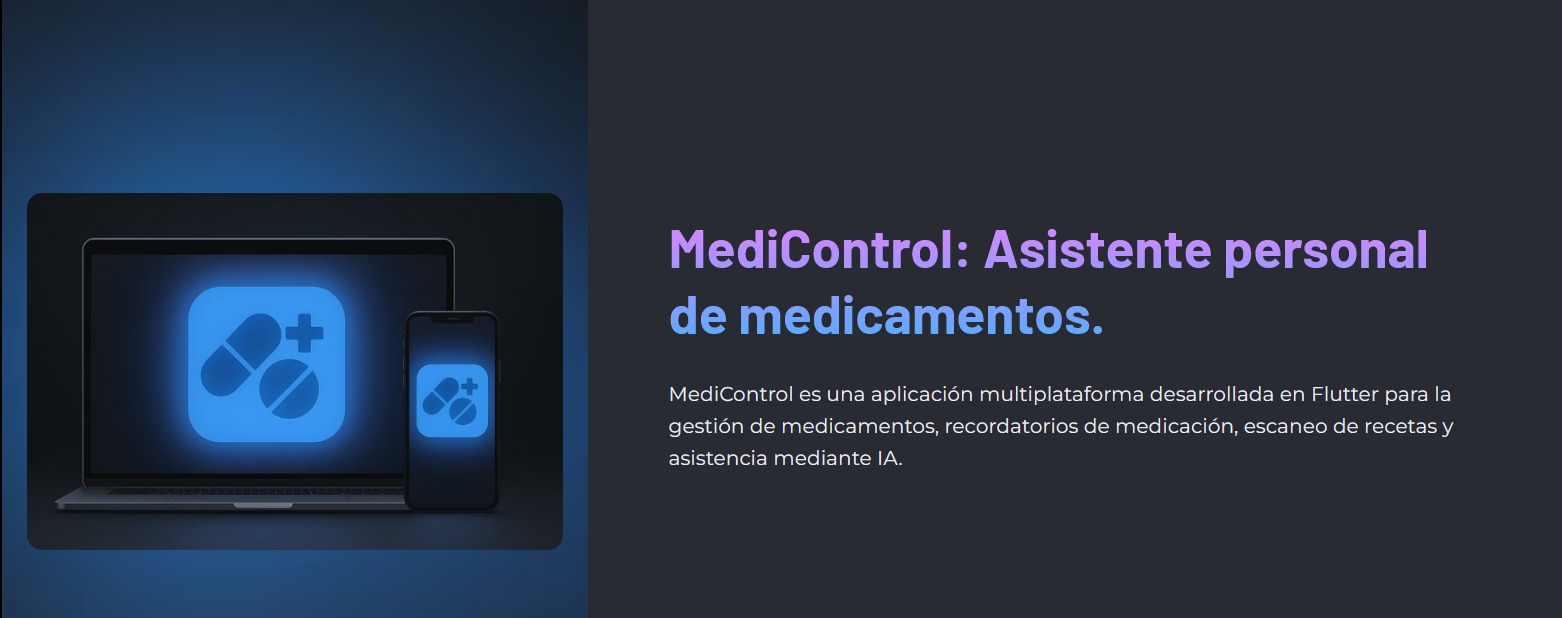 MediControl: Asistente personal
de medicamentos.
MediControl es una aplicación multiplataforma desarrollada en Flutter para la
gestión de medicamentos, recordatorios de medicación, escaneo de recetas y
asistencia mediante IA.